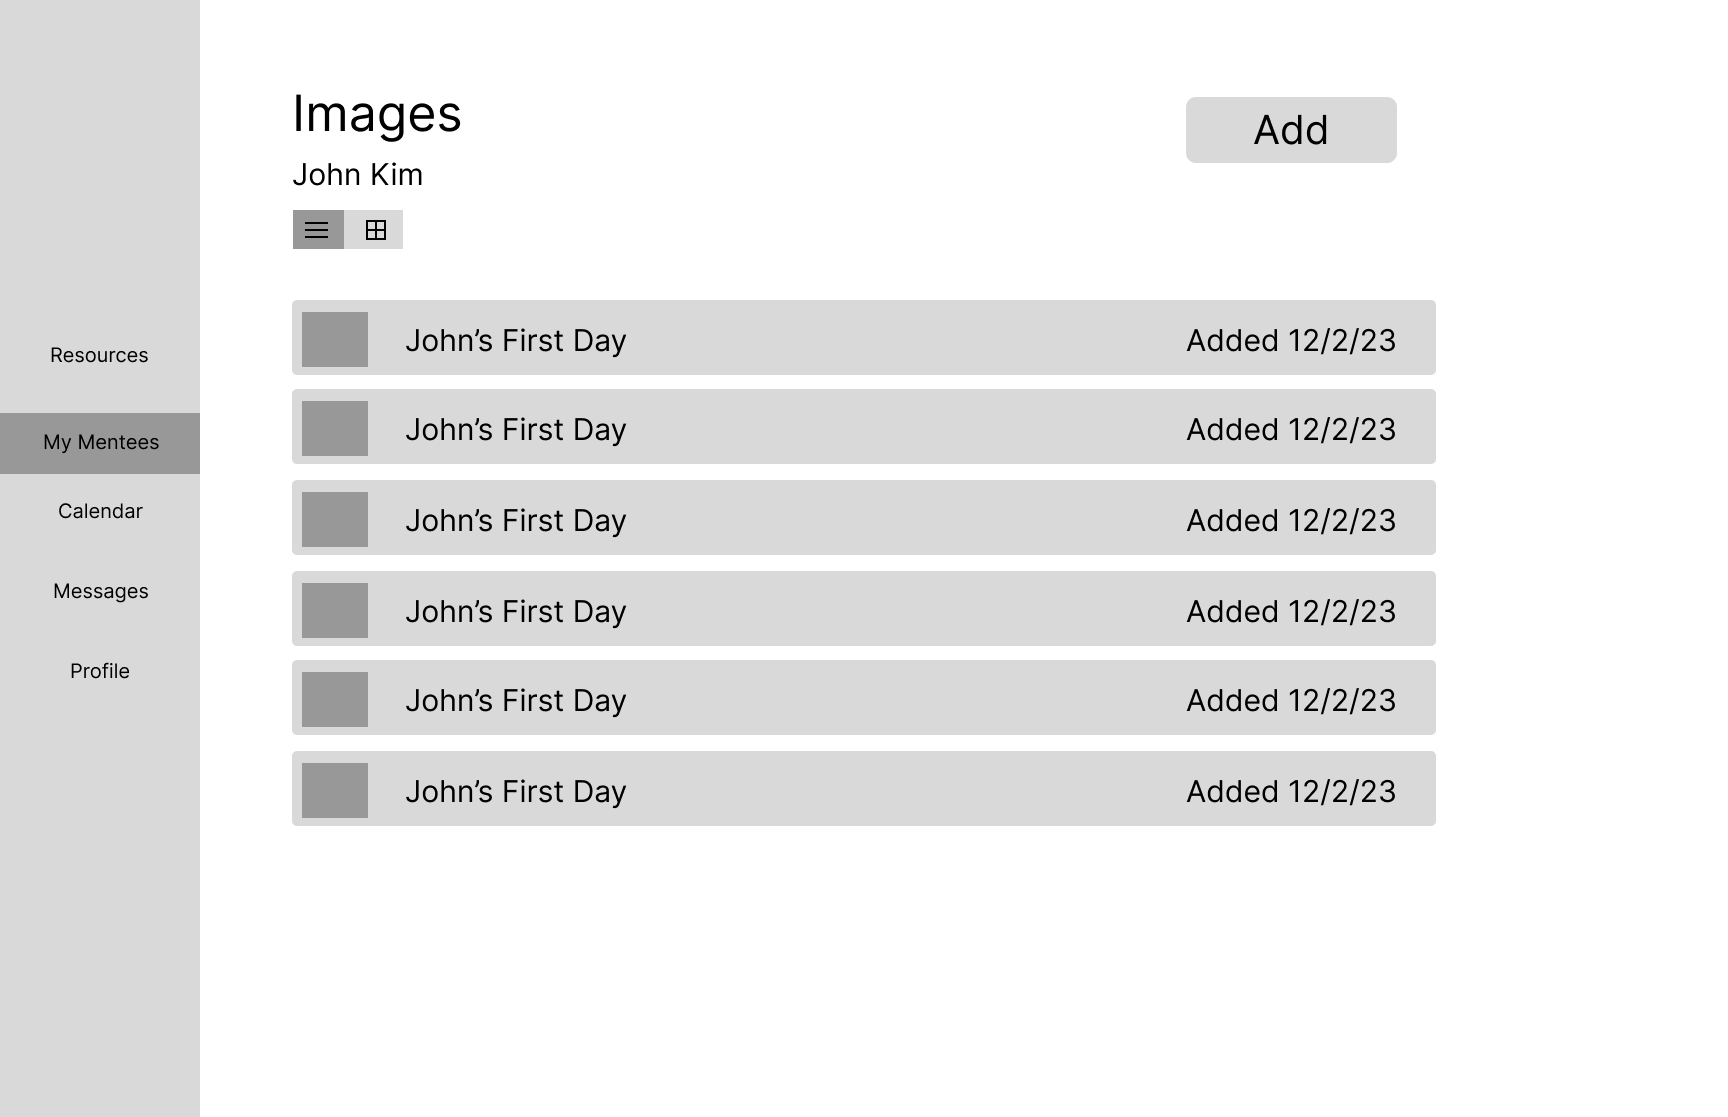 Images
Add
John Kim
Resources
My Mentees
Calendar
Messages
Profile
John’s First Day
Added 12/2/23
John’s First Day
Added 12/2/23
John’s First Day
Added 12/2/23
John’s First Day
Added 12/2/23
John’s First Day
Added 12/2/23
John’s First Day
Added 12/2/23